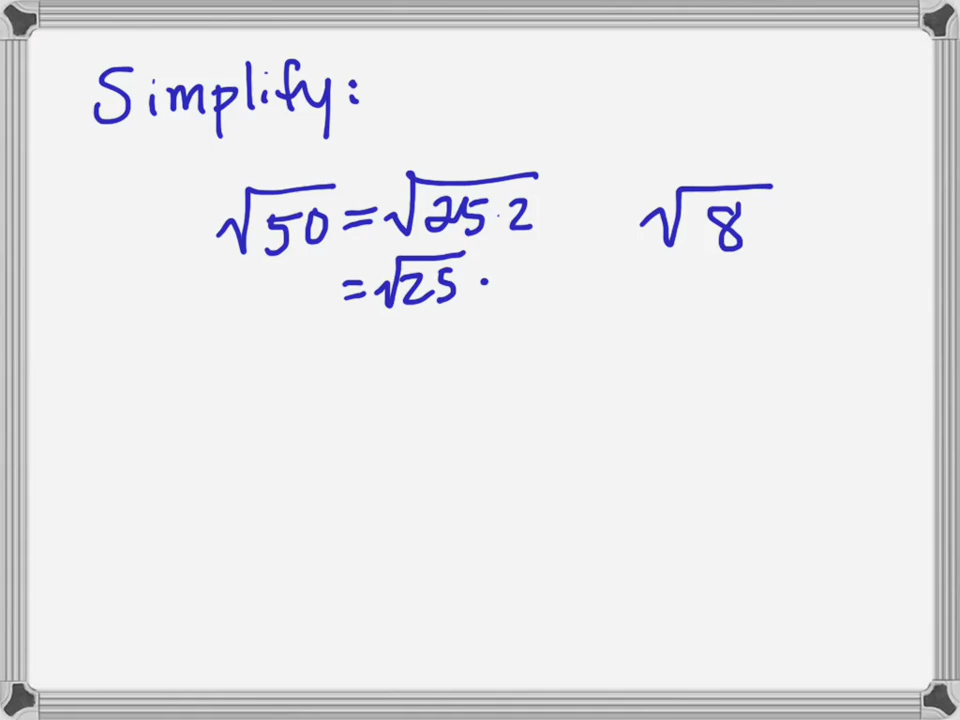 Simplify:
√50 = √25·2 √8
= √25 ·